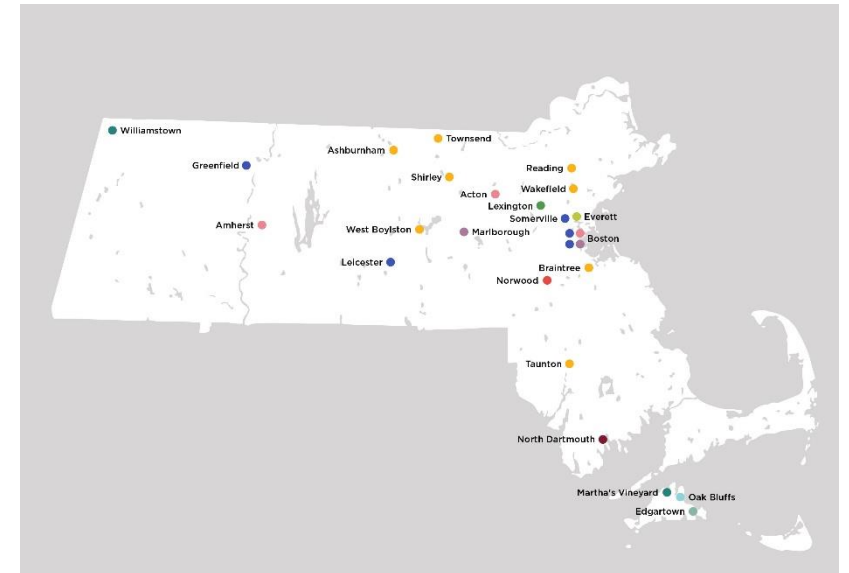 Williamstown
Townsend
Ashburnham
Greenfield
Reading
Shirley
Wakefield
Acton
Lexington
Somerville
Everett
Amherst
West Boylston
Marlborough
Boston
Leicester
Braintree
Norwood
Taunton
North Dartmouth
Martha's Vineyard
Oak Bluffs
Edgartown